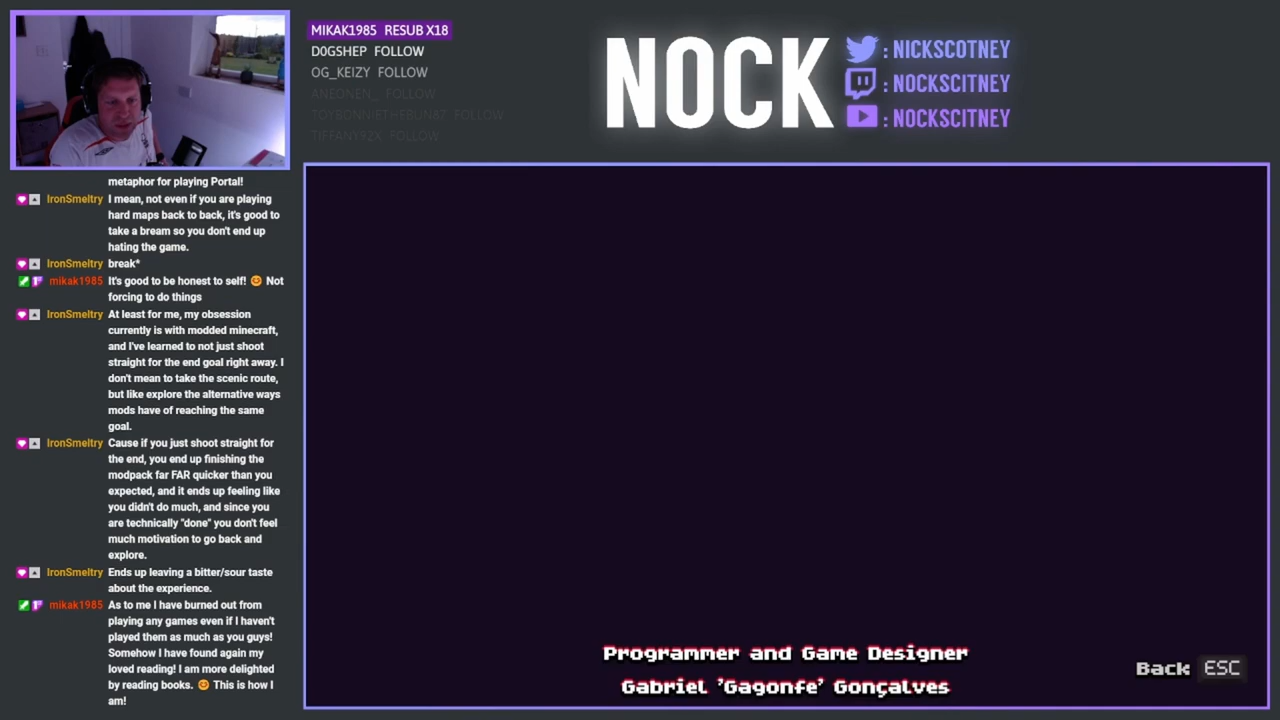 MIKAK1985 RESUB X18
D0GSHEP FOLLOW
OG_KEIZY FOLLOW
ANEONEN_ FOLLOW
TOYBONNIETHEBUN87 FOLLOW
TIFFANY92X FOLLOW
NOCK
: NICKSCOTNEY
: NOCKSCITNEY
: NOCKSCITNEY
metaphor for playing Portal!
IronSmeltry I mean, not even if you are playing
hard maps back to back, it's good to
take a bream so you don't end up
hating the game.
IronSmeltry break*
mikak1985 It's good to be honest to self! 😊 Not
forcing to do things
IronSmeltry At least for me, my obsession
currently is with modded minecraft,
and I've learned to not just shoot
straight for the end goal right away. I
don't mean to take the scenic route,
but like explore the alternative ways
mods have of reaching the same
goal.
IronSmeltry Cause if you just shoot straight for
the end, you end up finishing the
modpack far FAR quicker than you
expected, and it ends up feeling like
you didn't do much, and since you
are technically "done" you don't feel
much motivation to go back and
explore.
IronSmeltry Ends up leaving a bitter/sour taste
about the experience.
mikak1985 As to me I have burned out from
playing any games even if I haven't
played them as much as you guys!
Somehow I have found again my
loved reading! I am more delighted
by reading books. 😊 This is how I
am!
Programmer and Game Designer
Gabriel 'Gagonfe' Gonçalves
Back ESC